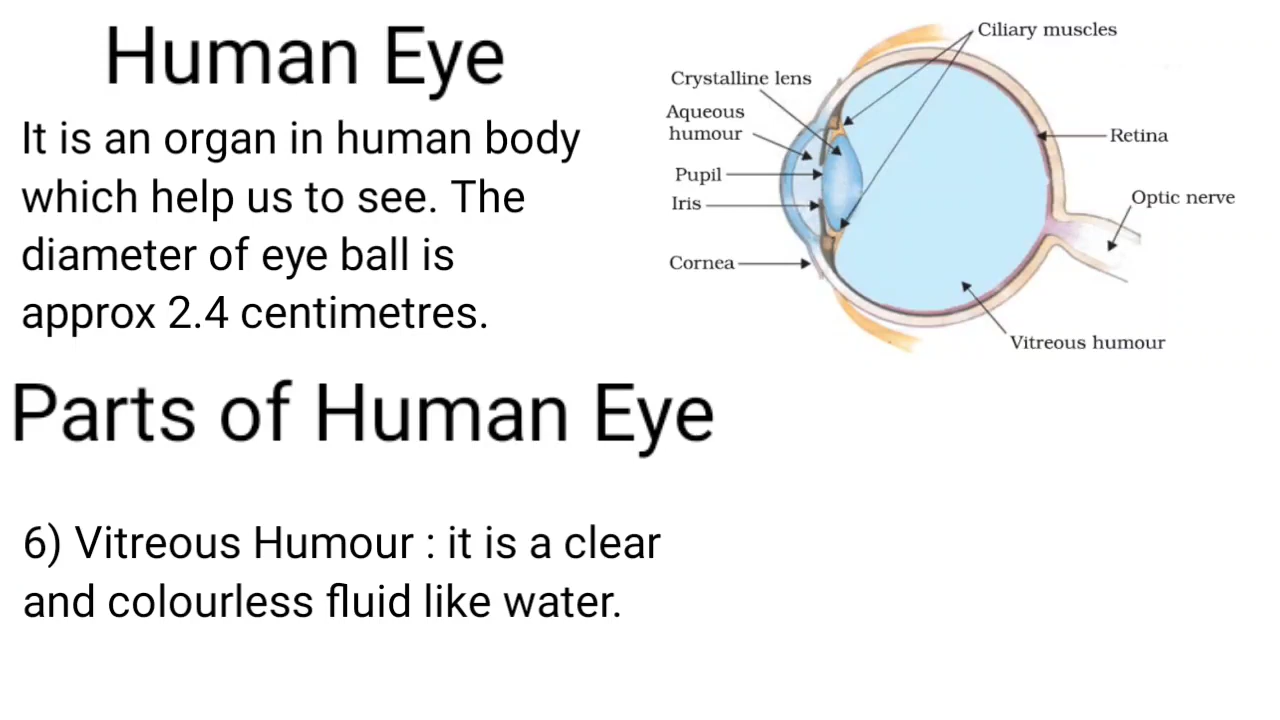 Human Eye
It is an organ in human body
which help us to see. The
diameter of eye ball is
approx 2.4 centimetres.
Ciliary muscles
Crystalline lens
Aqueous
humour
Pupil
Iris
Cornea
Retina
Optic nerve
Vitreous humour
Parts of Human Eye
6) Vitreous Humour : it is a clear
and colourless fluid like water.